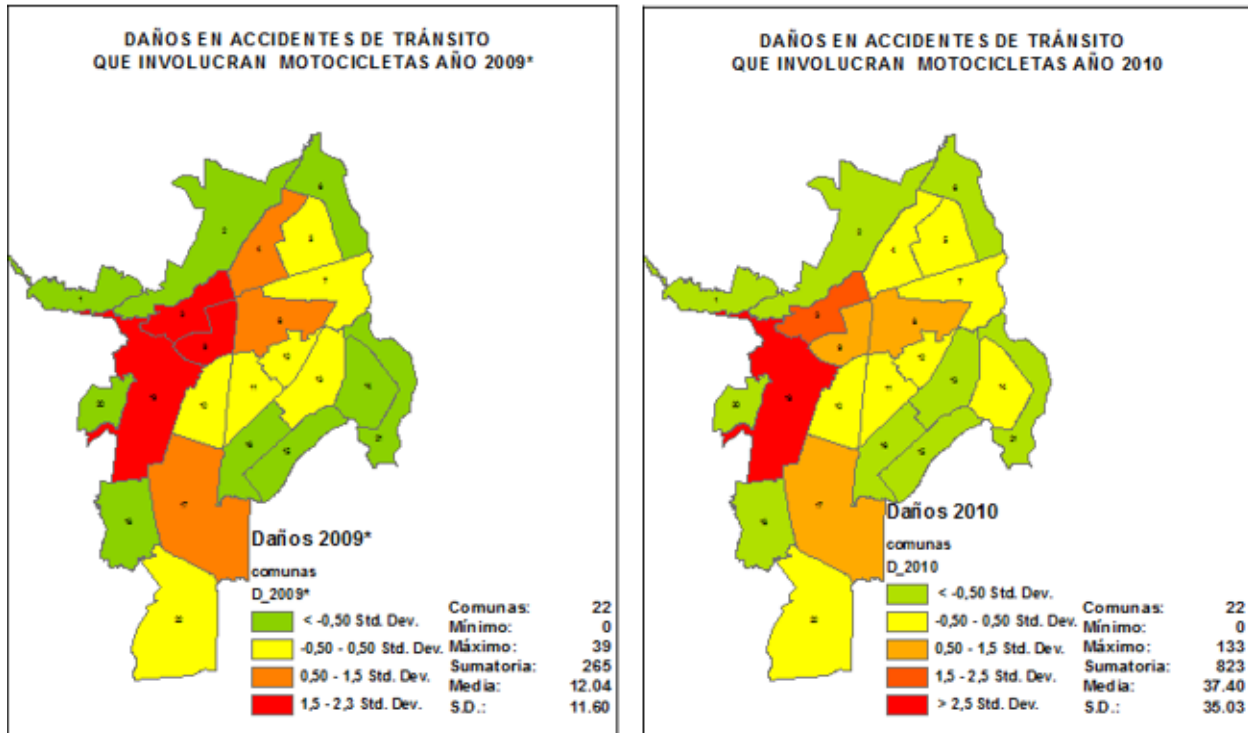 DAÑOS EN ACCIDENTES DE TRÁNSITO
QUE INVOLUCRAN MOTOCICLETAS AÑO 2009*
Daños 2009*
comunas
D_2009*
< -0,50 Std. Dev.
-0,50 - 0,50 Std. Dev.
0,50 - 1,5 Std. Dev.
1,5 - 2,3 Std. Dev.
Comunas: 22
Mínimo: 0
Máximo: 39
Sumatoria: 265
Media: 12.04
S.D.: 11.60
DAÑOS EN ACCIDENTES DE TRÁNSITO
QUE INVOLUCRAN MOTOCICLETAS AÑO 2010
Daños 2010
comunas
D_2010
< -0,50 Std. Dev.
-0,50 - 0,50 Std. Dev.
0,50 - 1,5 Std. Dev.
1,5 - 2,5 Std. Dev.
> 2,5 Std. Dev.
Comunas: 22
Mínimo: 0
Máximo: 133
Sumatoria: 823
Media: 37.40
S.D.: 35.03